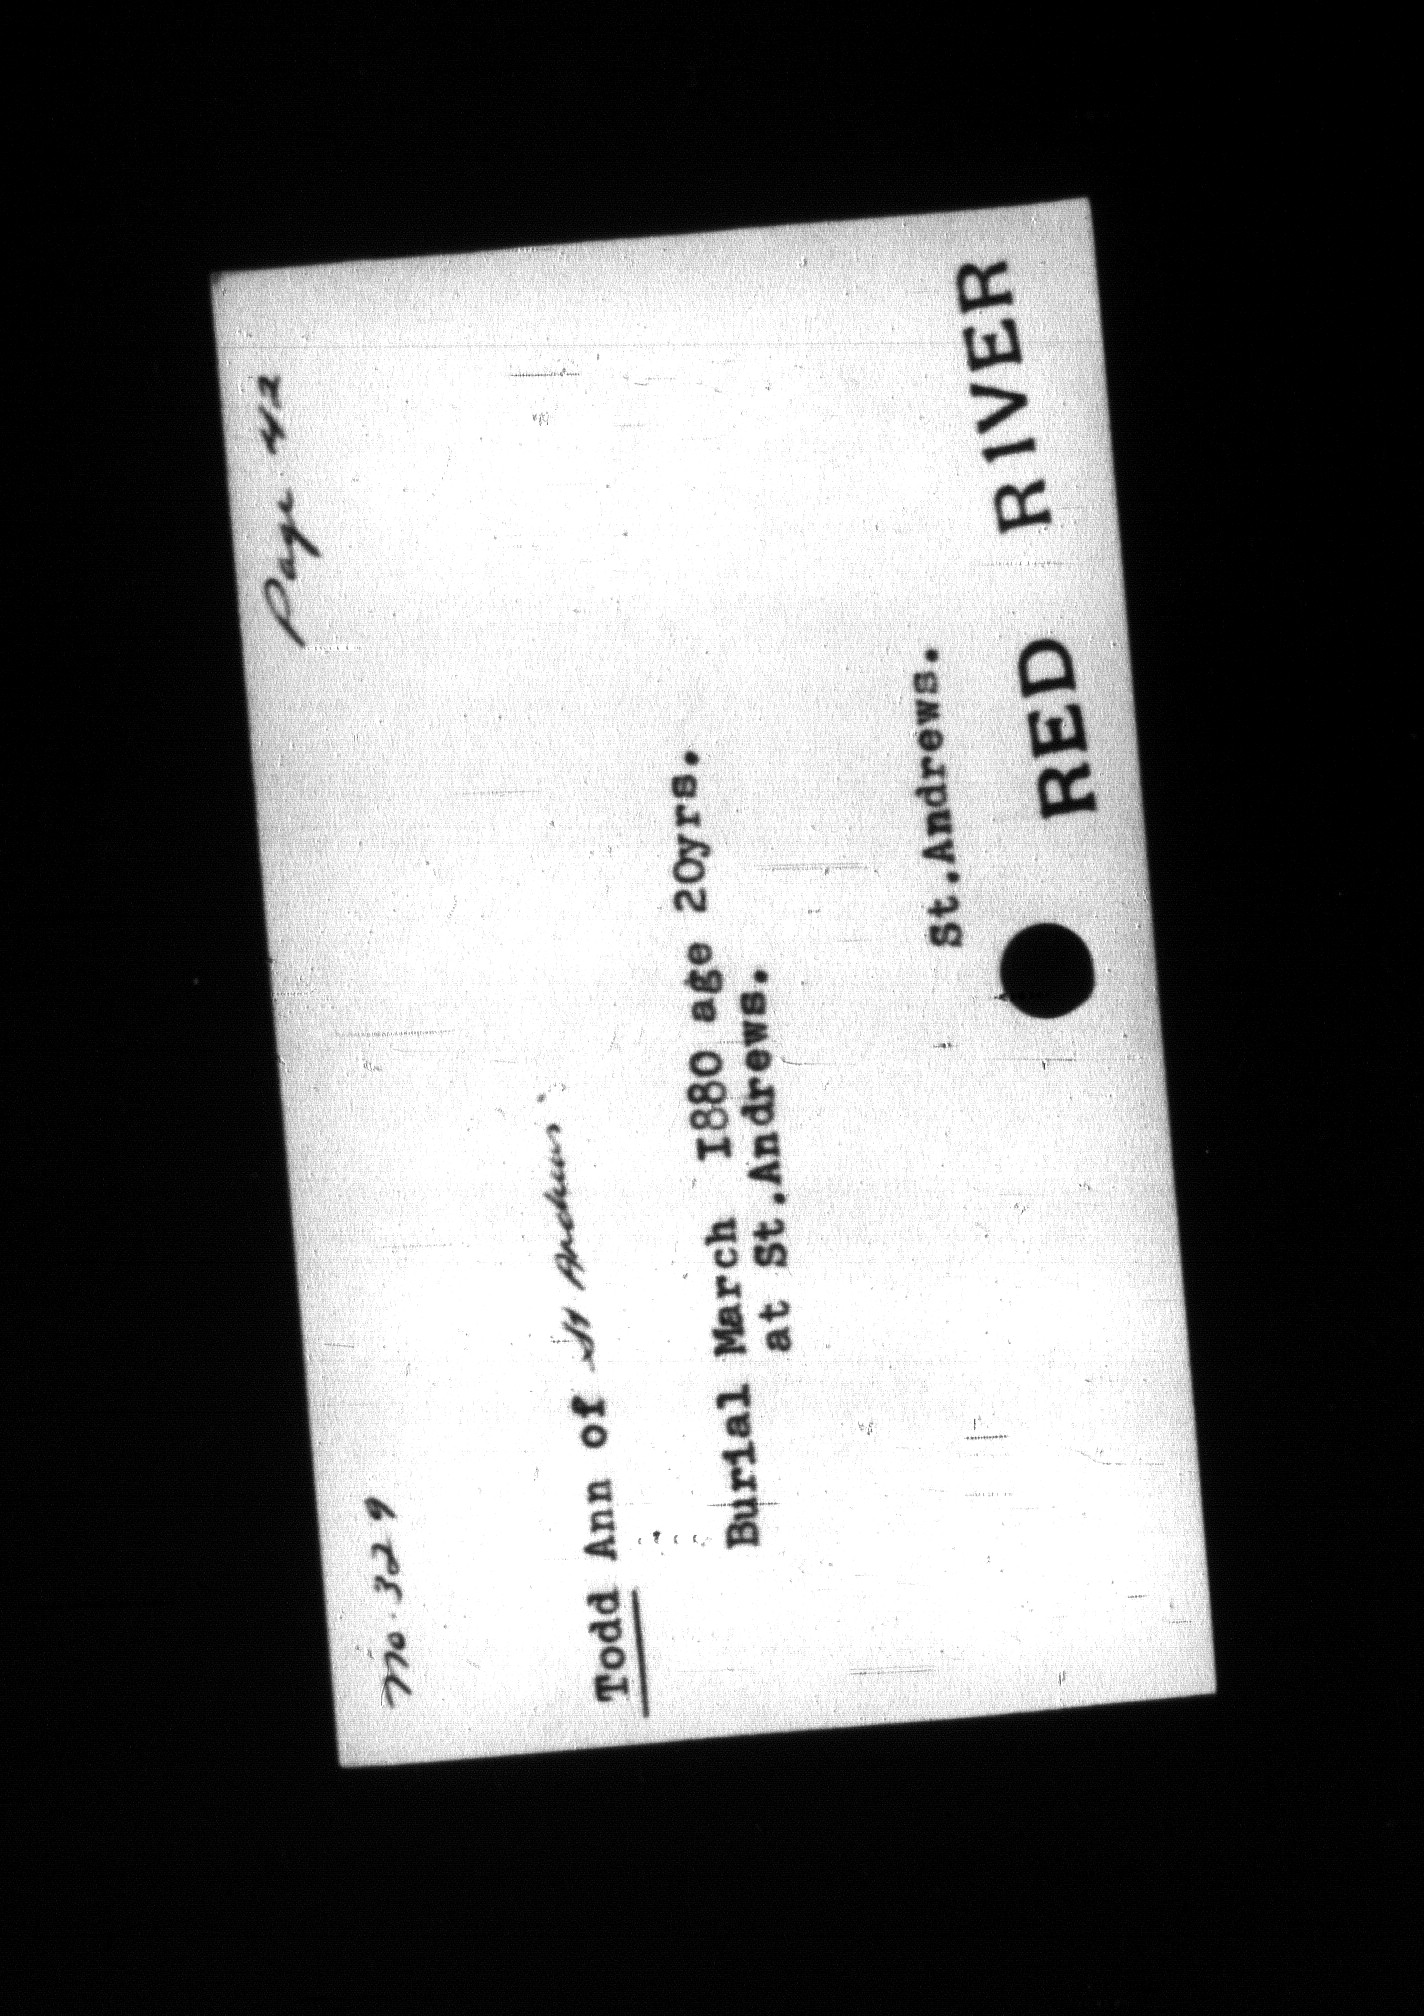 Page 42
No. 329
Todd Ann of St Andrews.
Burial March I880 age 20yrs.
at St.Andrews.
St.Andrews.
RED RIVER